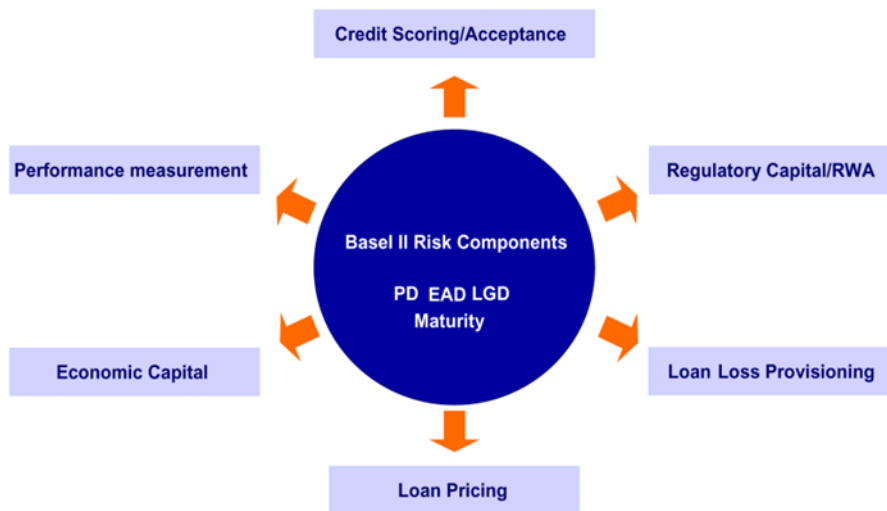 Credit Scoring/Acceptance
Performance measurement
Regulatory Capital/RWA
Basel II Risk Components
PD EAD LGD
Maturity
Economic Capital
Loan Loss Provisioning
Loan Pricing